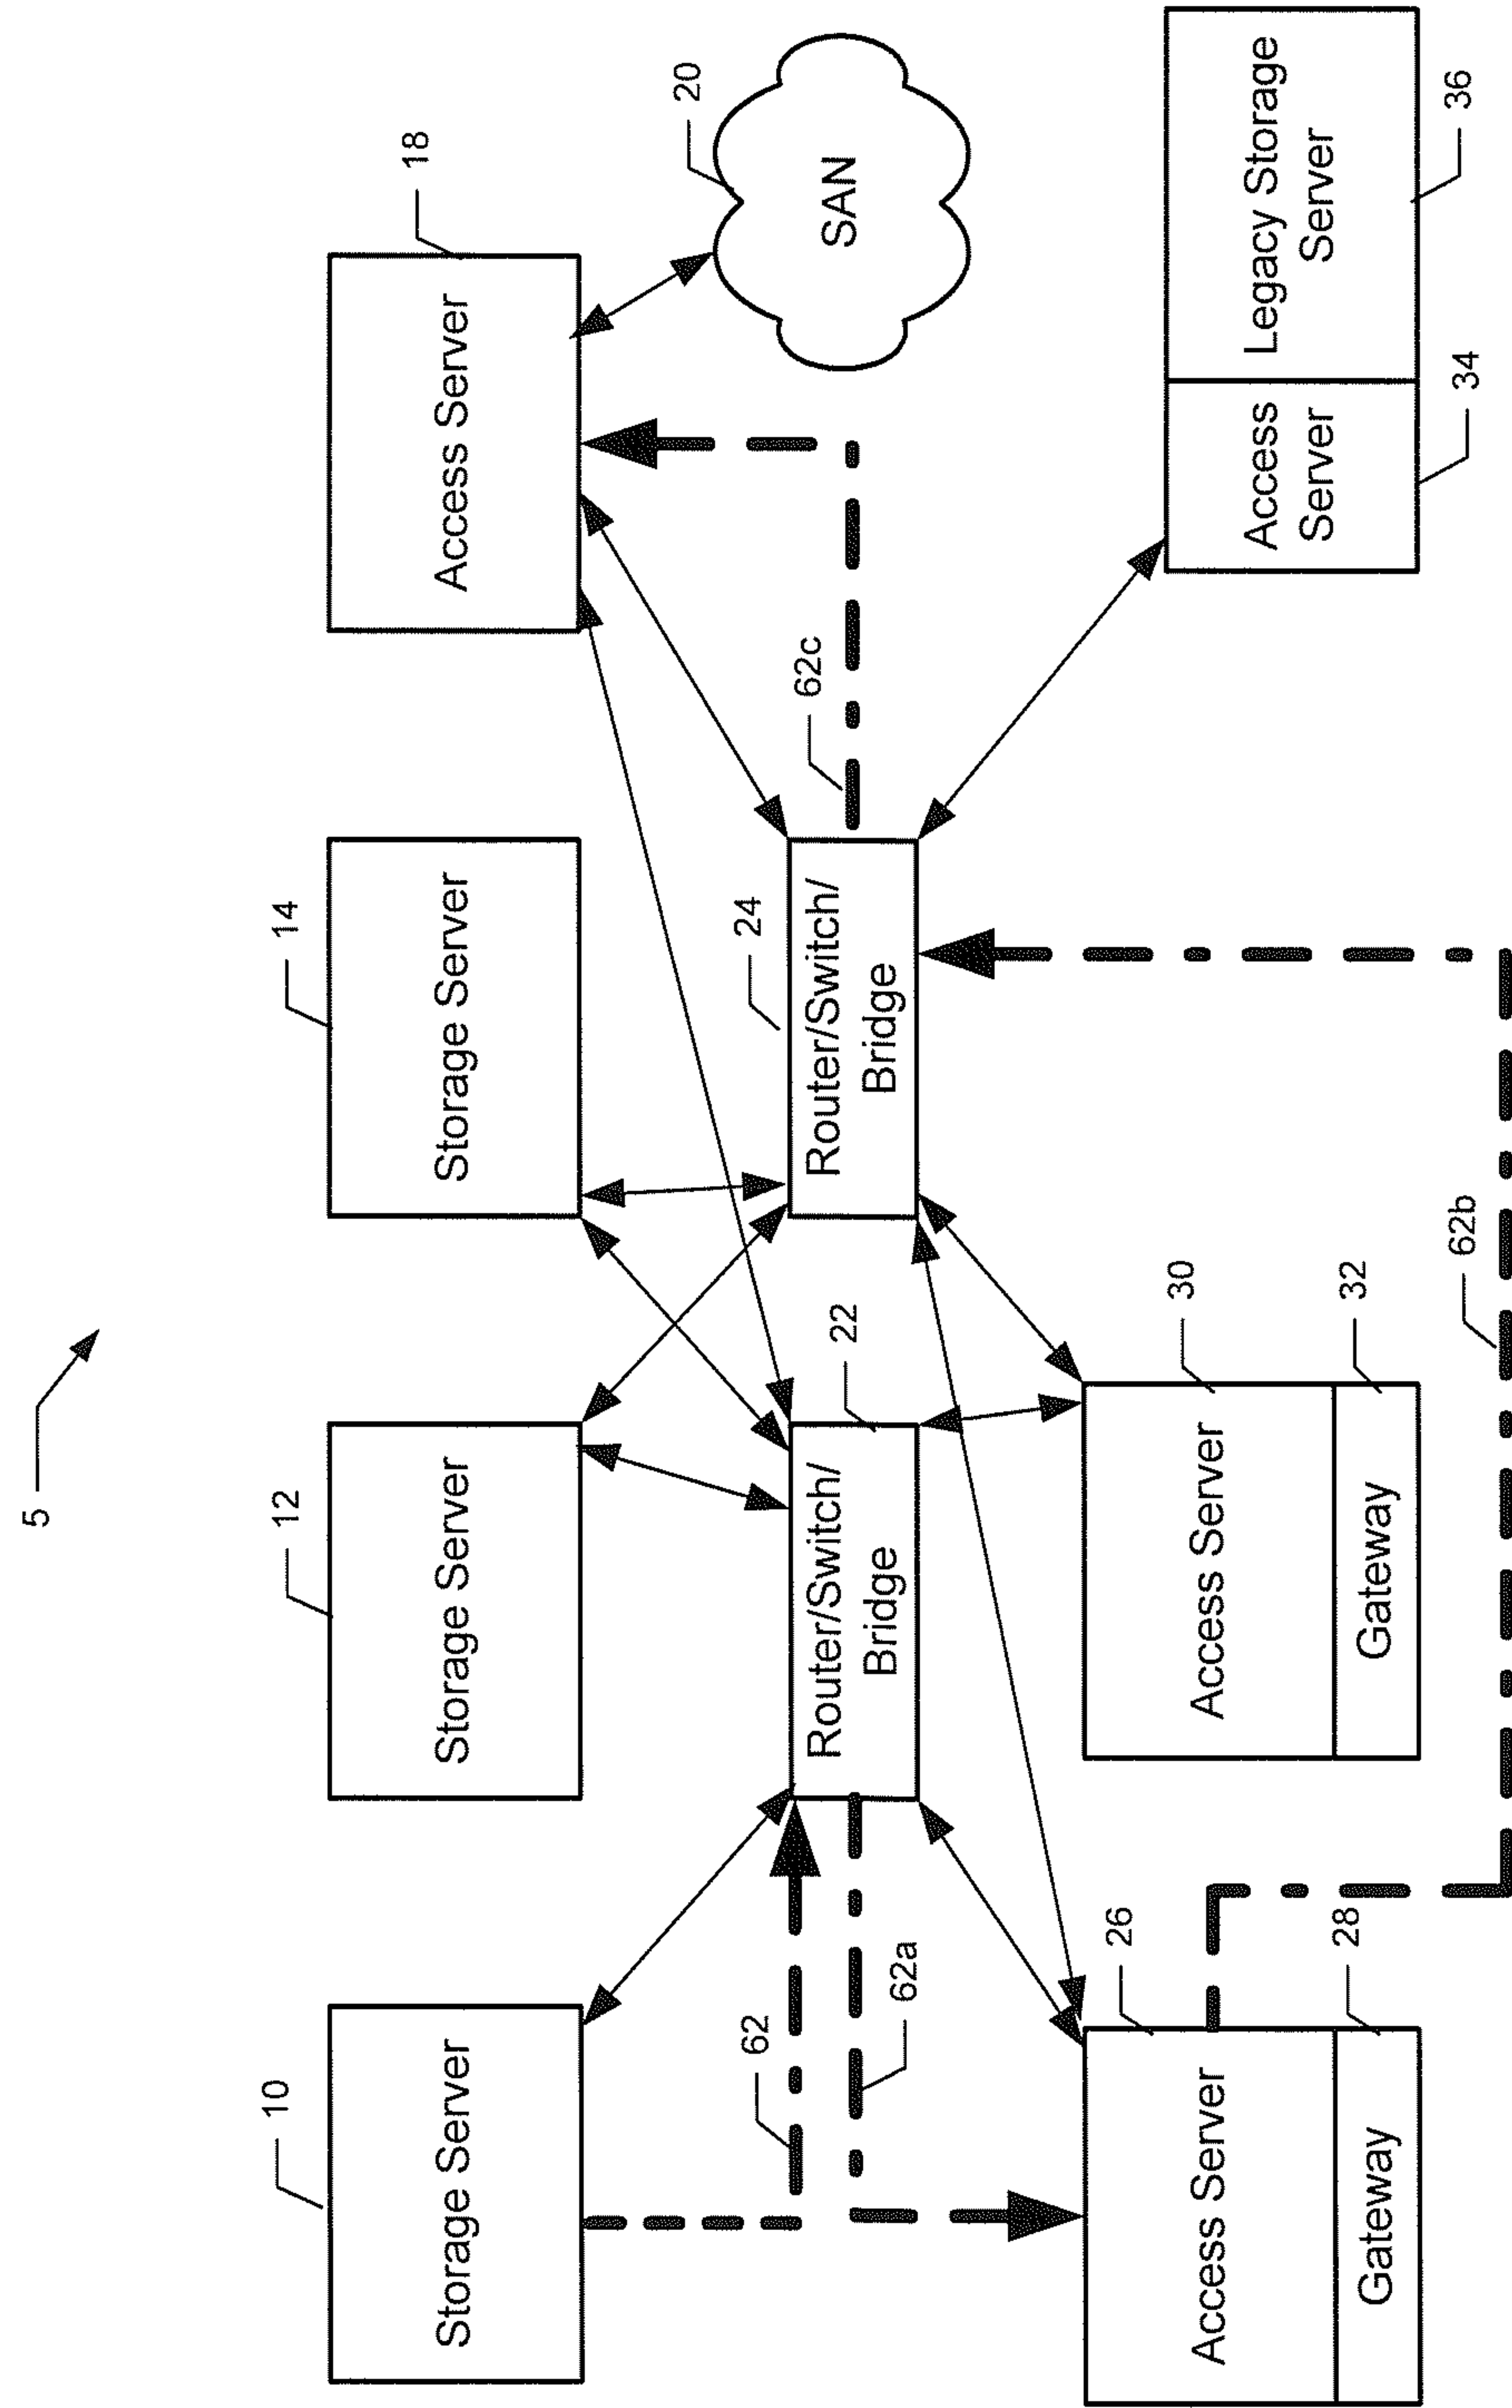 5
10
12
14
18
Storage Server
Storage Server
Storage Server
Access Server
20
SAN
62
62a
22
24
62c
Router/Switch/
Bridge
Router/Switch/
Bridge
26
30
Access Server
Access Server
Access
Server
Legacy Storage
Server
28
32
34
36
Gateway
Gateway
62b